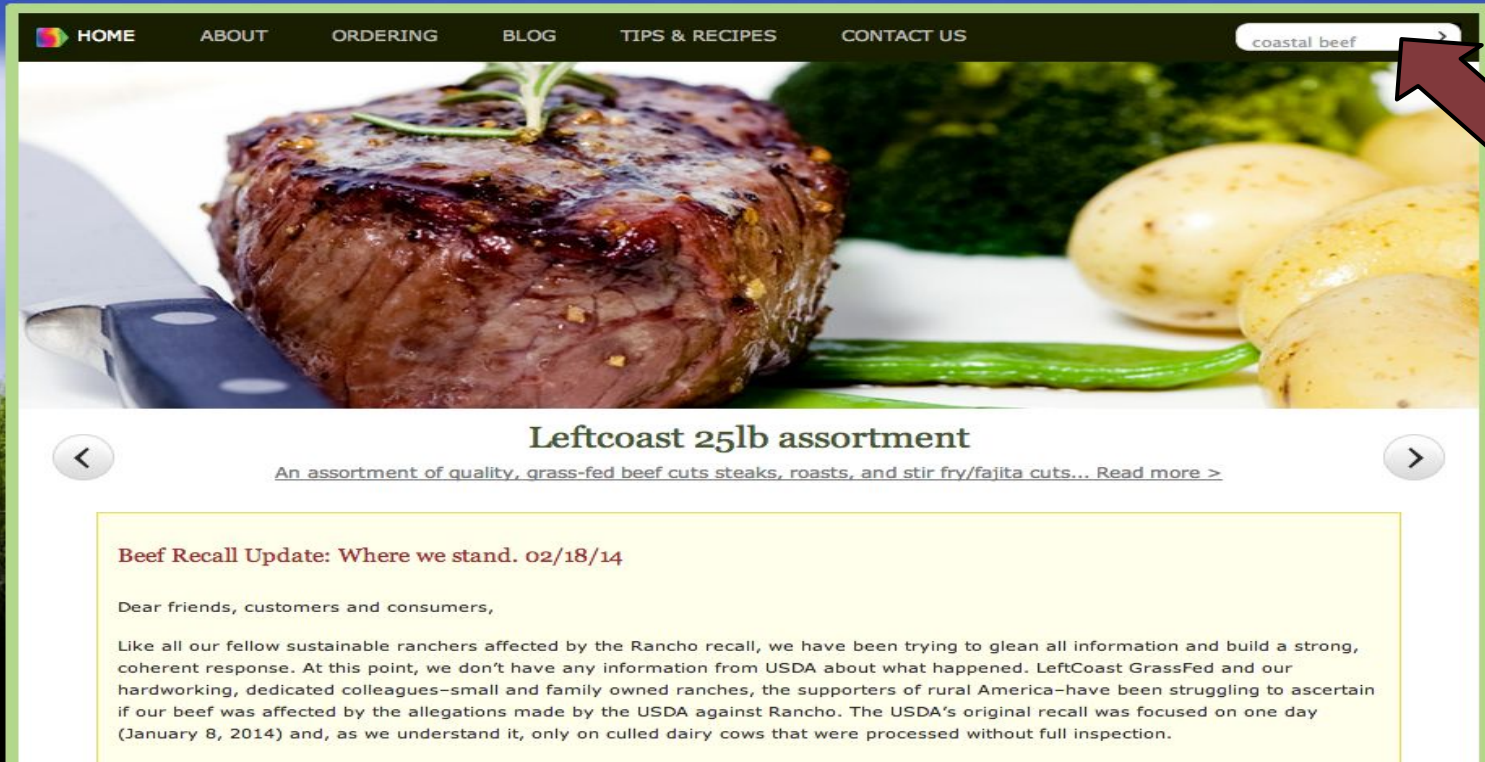 HOME ABOUT ORDERING BLOG TIPS & RECIPES CONTACT US coastal beef
Leftcoast 25lb assortment
An assortment of quality, grass-fed beef cuts steaks, roasts, and stir fry/fajita cuts... Read more >
Beef Recall Update: Where we stand. 02/18/14
Dear friends, customers and consumers,
Like all our fellow sustainable ranchers affected by the Rancho recall, we have been trying to glean all information and build a strong,
coherent response. At this point, we don't have any information from USDA about what happened. LeftCoast GrassFed and our
hardworking, dedicated colleagues–small and family owned ranches, the supporters of rural America–have been struggling to ascertain
if our beef was affected by the allegations made by the USDA against Rancho. The USDA's original recall was focused on one day
(January 8, 2014) and, as we understand it, only on culled dairy cows that were processed without full inspection.